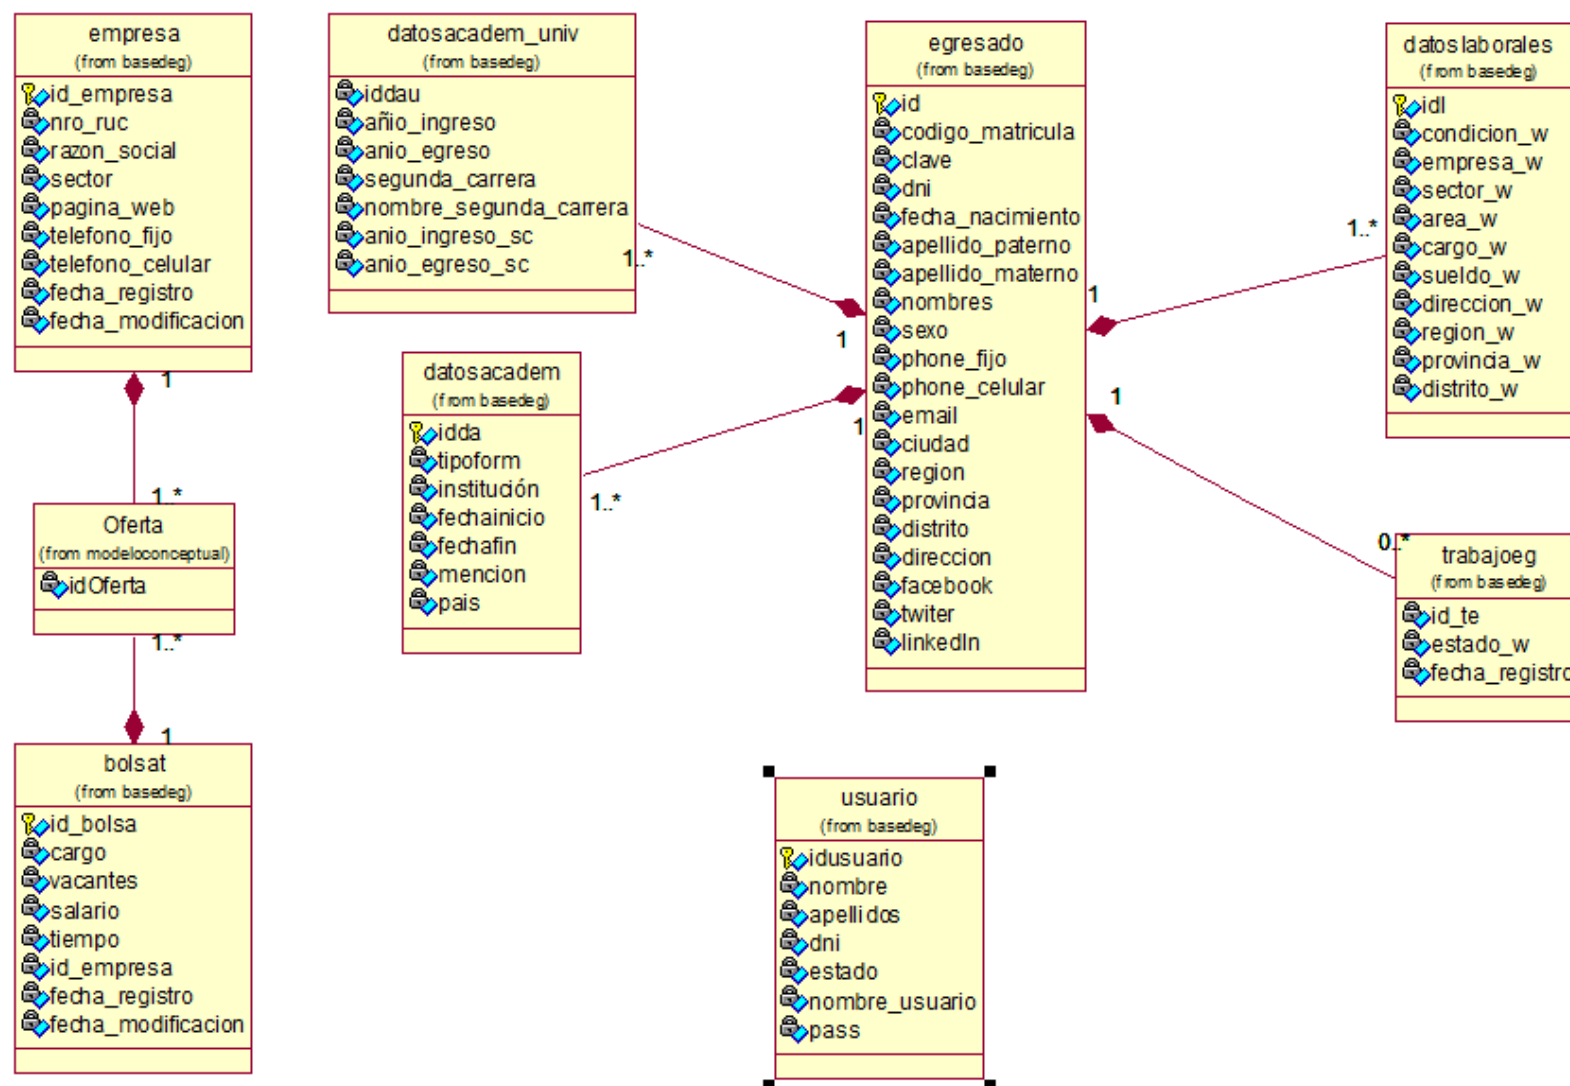 empresa
(from basedeg)
id_empresa
nro_ruc
razon_social
sector
pagina_web
telefono_fijo
telefono_celular
fecha_registro
fecha_modificacion
1
1..*
Oferta
(from modeloconceptual)
idOferta
1..*
1
bolsat
(from basedeg)
id_bolsa
cargo
vacantes
salario
tiempo
id_empresa
fecha_registro
fecha_modificacion
datosacadem_univ
(from basedeg)
iddau
añio_ingreso
anio_egreso
segunda_carrera
nombre_segunda_carrera
anio_ingreso_sc
anio_egreso_sc
1..*
1
datosacadem
(from basedeg)
idda
tipoform
institución
fechainicio
fechafin
mencion
pais
1..*
1
egresado
(from basedeg)
id
codigo_matricula
clave
dni
fecha_nacimiento
apellido_paterno
apellido_materno
nombres
sexo
phone_fijo
phone_celular
email
ciudad
region
provincia
distrito
direccion
facebook
twiter
linkedIn
1
1..*
1
0..*
datoslaborales
(from basedeg)
idl
condicion_w
empresa_w
sector_w
area_w
cargo_w
sueldo_w
direccion_w
region_w
provincia_w
distrito_w
trabajoeg
(from basedeg)
id_te
estado_w
fecha_registro
usuario
(from basedeg)
idusuario
nombre
apellidos
dni
estado
nombre_usuario
pass